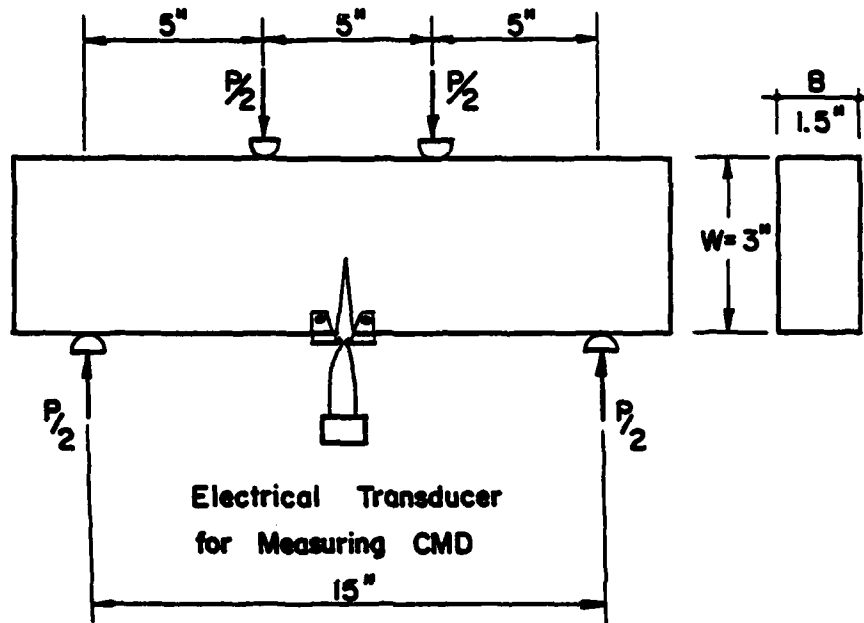 5" 5" 5"
P/2 P/2
B
1.5"
W=3"
P/2 P/2
Electrical Transducer
for Measuring CMD
15"